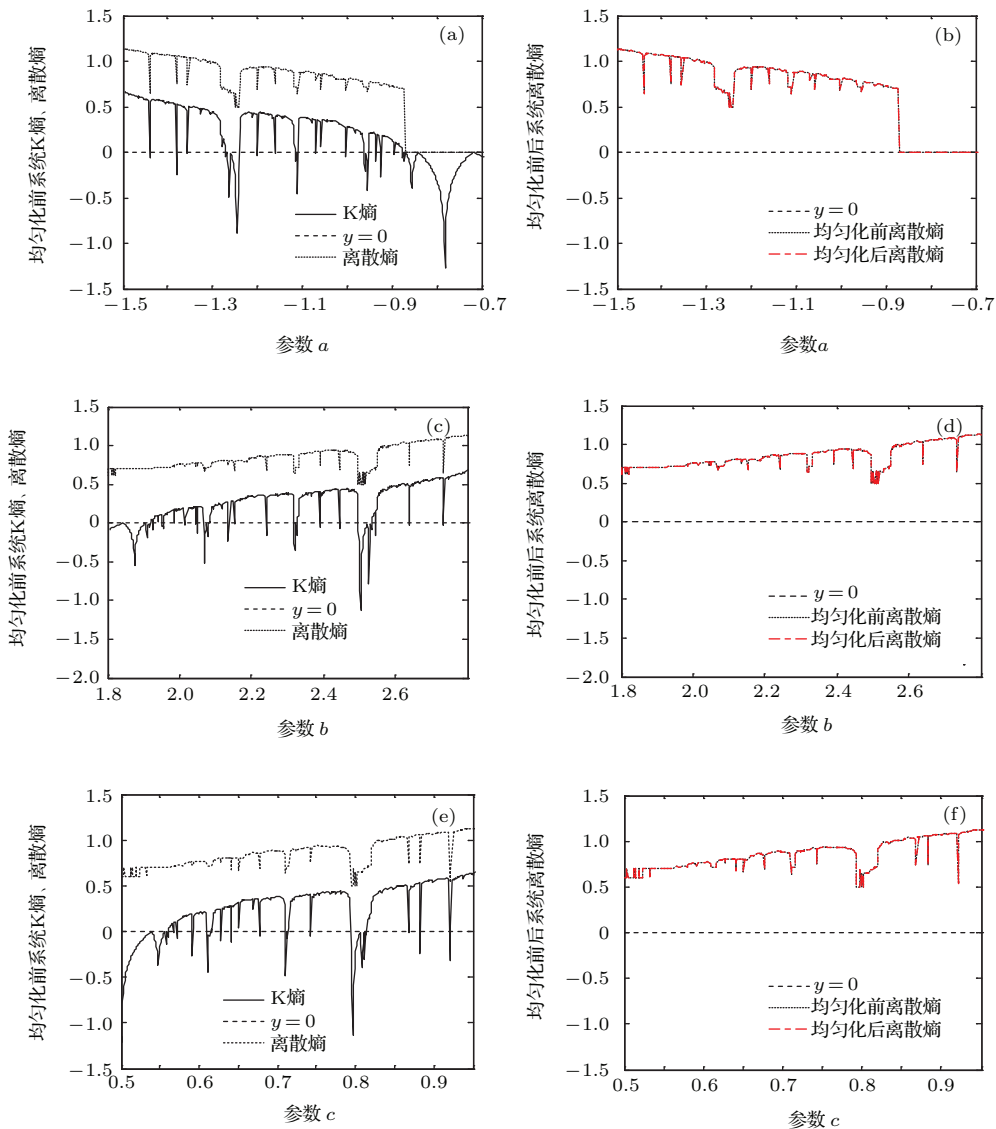 均匀化前系统K熵、离散熵
1.5
1.0
0.5
0
−0.5
−1.0
−1.5
(a)
K熵
y = 0
离散熵
−1.5
−1.3
−1.1
−0.9
−0.7
参数 a
均匀化前后系统离散熵
1.5
1.0
0.5
0
−0.5
−1.0
−1.5
(b)
y = 0
均匀化前离散熵
均匀化后离散熵
−1.5
−1.3
−1.1
−0.9
−0.7
参数a
均匀化前系统K熵、离散熵
1.5
1.0
0.5
0
−0.5
−1.0
−1.5
−2.0
(c)
K熵
y = 0
离散熵
1.8
2.0
2.2
2.4
2.6
参数 b
均匀化前后系统离散熵
1.5
1.0
0.5
0
−0.5
−1.0
−1.5
−2.0
(d)
y = 0
均匀化前离散熵
均匀化后离散熵
1.8
2.0
2.2
2.4
2.6
参数 b
均匀化前系统K熵、离散熵
1.5
1.0
0.5
0
−0.5
−1.0
−1.5
(e)
K熵
y = 0
离散熵
0.5
0.6
0.7
0.8
0.9
参数 c
均匀化前后系统离散熵
1.5
1.0
0.5
0
−0.5
−1.0
−1.5
(f)
y = 0
均匀化前离散熵
均匀化后离散熵
0.5
0.6
0.7
0.8
0.9
参数 c